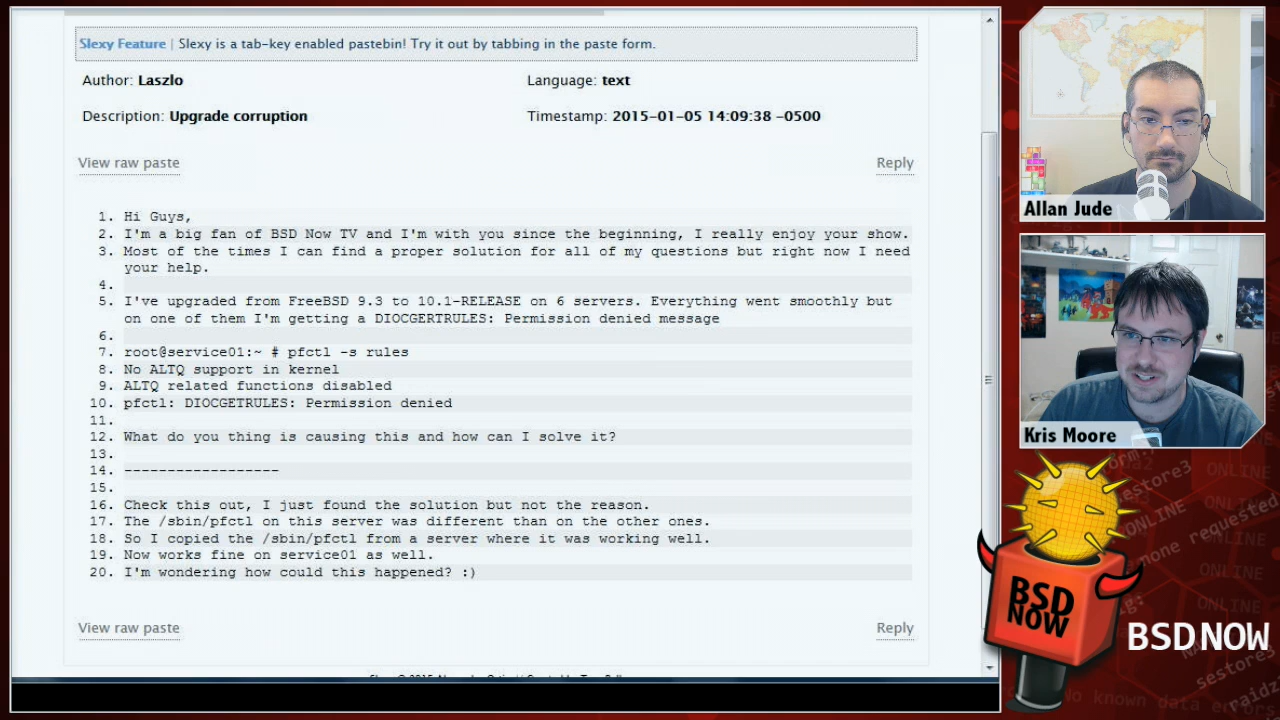 Slexy Feature | Slexy is a tab-key enabled pastebin! Try it out by tabbing in the paste form.
Author: Laszlo
Language: text
Description: Upgrade corruption
Timestamp: 2015-01-05 14:09:38 -0500
View raw paste
Reply
1. Hi Guys,
2. I'm a big fan of BSD Now TV and I'm with you since the beginning, I really enjoy your show.
3. Most of the times I can find a proper solution for all of my questions but right now I need
your help.
4.
5. I've upgraded from FreeBSD 9.3 to 10.1-RELEASE on 6 servers. Everything went smoothly but
on one of them I'm getting a DIOCGERTRULES: Permission denied message
6.
7. root@service01:~ # pfctl -s rules
8. No ALTQ support in kernel
9. ALTQ related functions disabled
10. pfctl: DIOCGETRULES: Permission denied
11.
12. What do you thing is causing this and how can I solve it?
13.
14. ------------------
15.
16. Check this out, I just found the solution but not the reason.
17. The /sbin/pfctl on this server was different than on the other ones.
18. So I copied the /sbin/pfctl from a server where it was working well.
19. Now works fine on service01 as well.
20. I'm wondering how could this happened? :)
View raw paste
Reply
Allan Jude
Kris Moore
BSD
NOW
BSDNOW
ONLINE
ONLINE
ONLINE
none requested
No known data errors